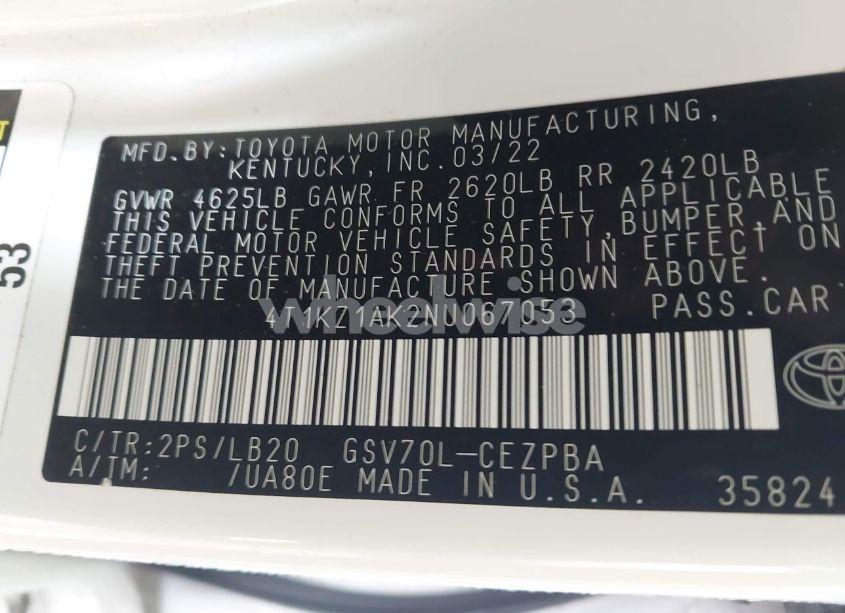 MFD.BY:TOYOTA MOTOR MANUFACTURING,
KENTUCKY,INC.03/22
GVWR 4625LB GAWR FR 2620LB RR 2420LB
THIS VEHICLE CONFORMS TO ALL APPLICABLE
FEDERAL MOTOR VEHICLE SAFETY,BUMPER,AND
THEFT PREVENTION STANDARDS IN EFFECT ON
THE DATE OF MANUFACTURE SHOWN ABOVE.
4T1KZ1AK2NU067053 PASS.CAR
wheelwise
C/TR:2PS/LB20 GSV70L-CEZPBA
A/TM: /UA80E MADE IN U.S.A. 35824
53